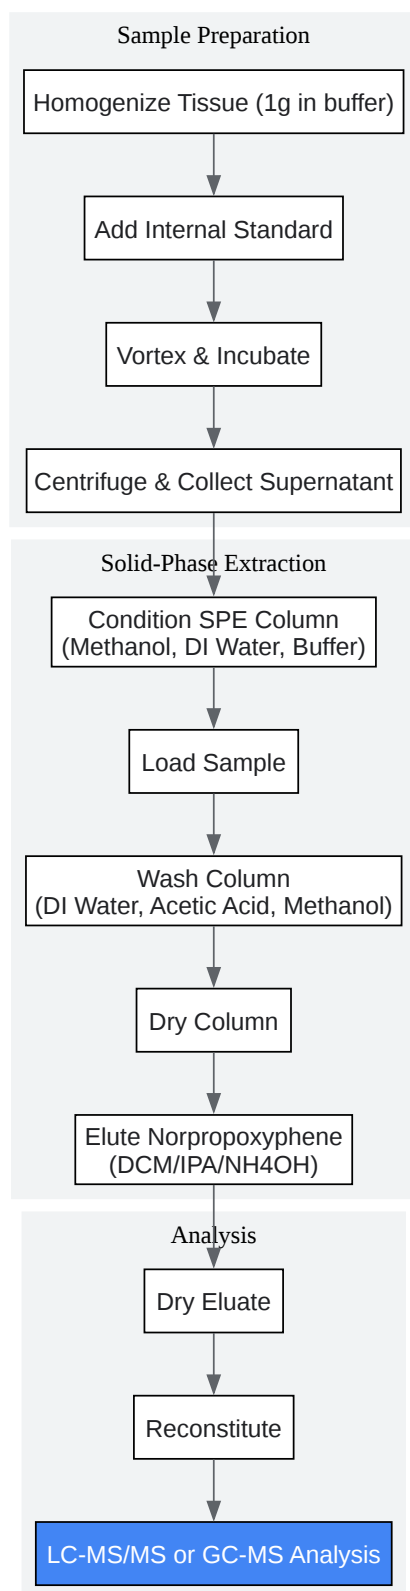 Sample Preparation
Homogenize Tissue (1g in buffer)
Add Internal Standard
Vortex & Incubate
Centrifuge & Collect Supernatant
Solid-Phase Extraction
Condition SPE Column
(Methanol, DI Water, Buffer)
Load Sample
Wash Column
(DI Water, Acetic Acid, Methanol)
Dry Column
Elute Norpropoxyphene
(DCM/IPA/NH4OH)
Analysis
Dry Eluate
Reconstitute
LC-MS/MS or GC-MS Analysis